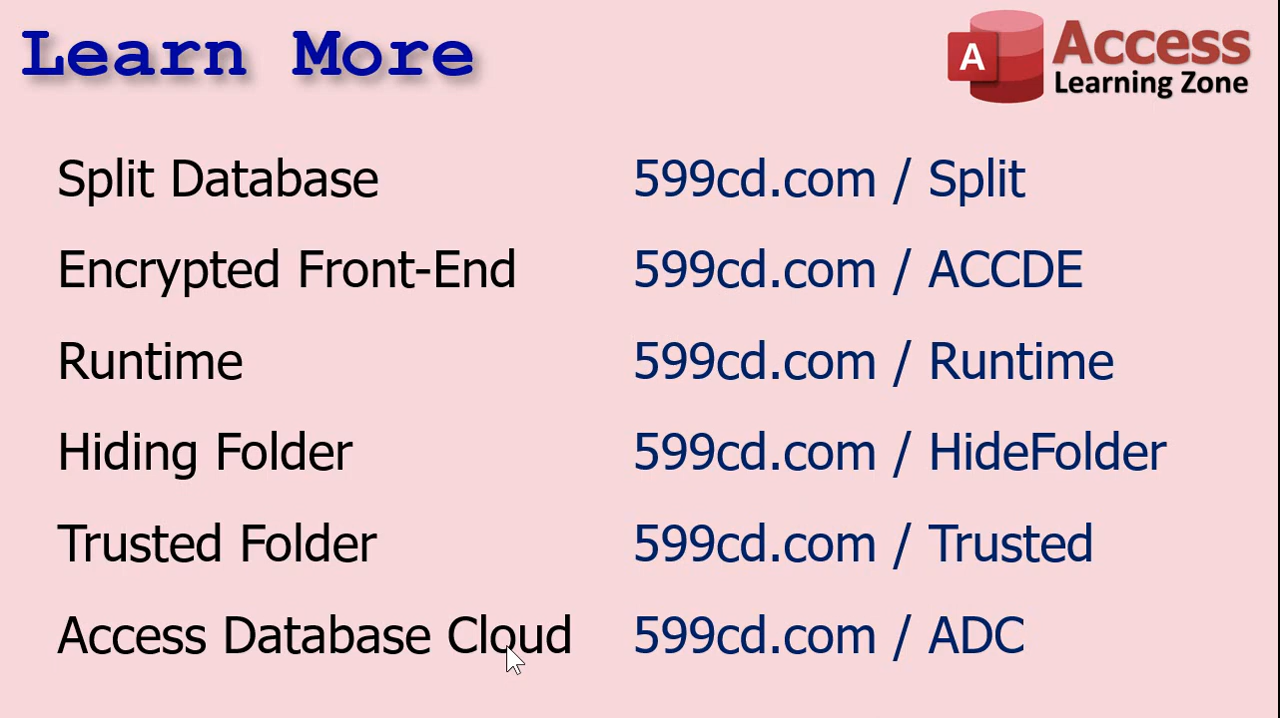 Learn More
A
Access
Learning Zone
Split Database 599cd.com / Split
Encrypted Front-End 599cd.com / ACCDE
Runtime 599cd.com / Runtime
Hiding Folder 599cd.com / HideFolder
Trusted Folder 599cd.com / Trusted
Access Database Cloud 599cd.com / ADC